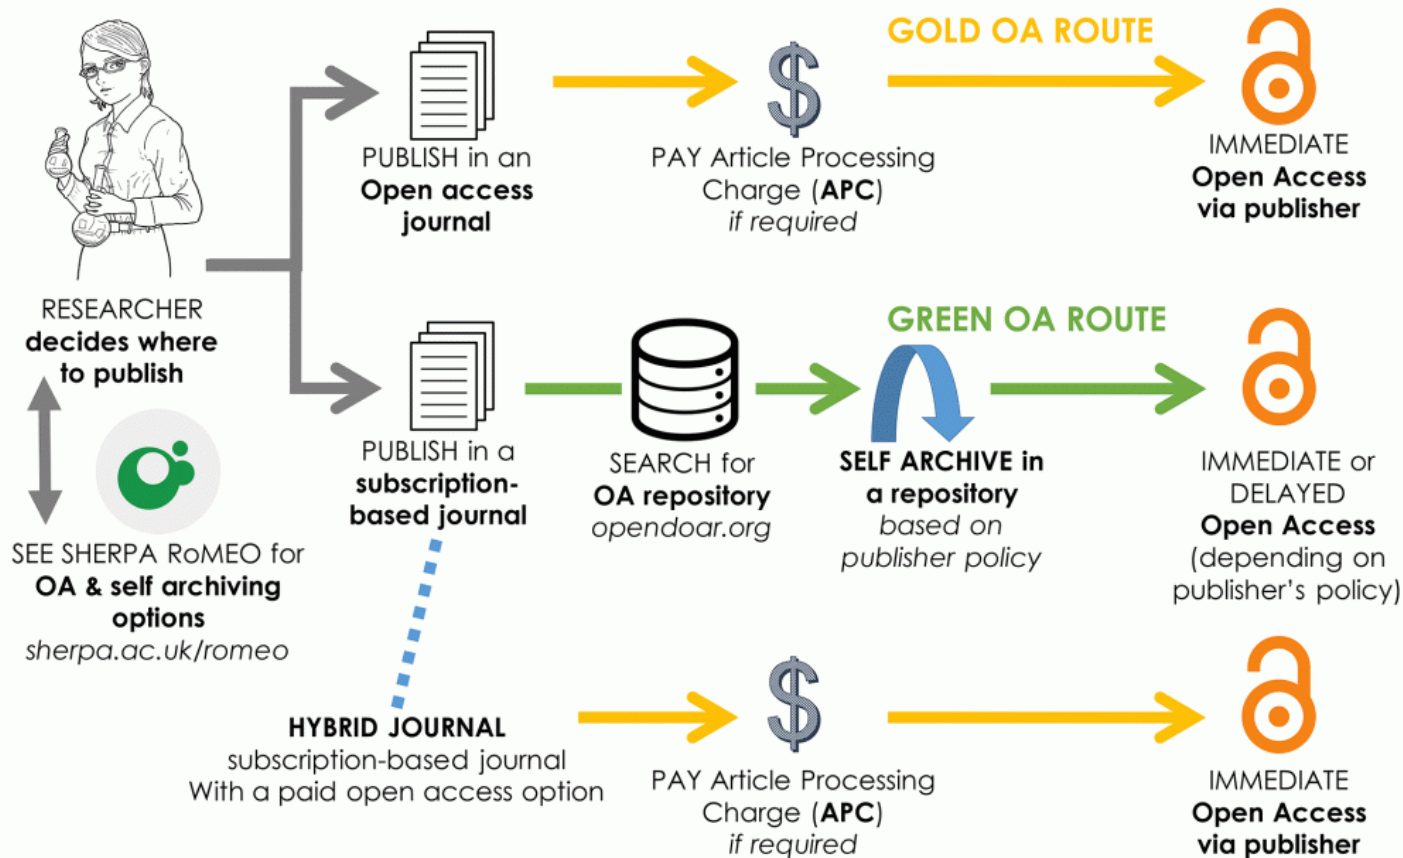 GOLD OA ROUTE
PUBLISH in an
Open access
journal
PAY Article Processing
Charge (APC)
if required
IMMEDIATE
Open Access
via publisher
RESEARCHER
decides where
to publish
SEE SHERPA RoMEO for
OA & self archiving
options
sherpa.ac.uk/romeo
GREEN OA ROUTE
PUBLISH in a
subscription-
based journal
SEARCH for
OA repository
opendoar.org
SELF ARCHIVE in
a repository
based on
publisher policy
IMMEDIATE or
DELAYED
Open Access
(depending on
publisher's policy)
HYBRID JOURNAL
subscription-based journal
With a paid open access option
PAY Article Processing
Charge (APC)
if required
IMMEDIATE
Open Access
via publisher